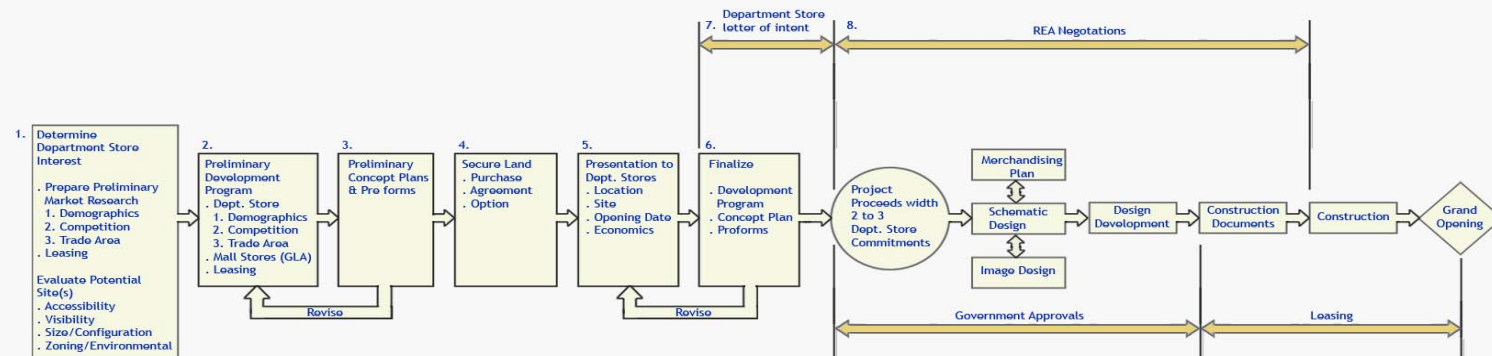 7. Department Store
letter of intent
8.
REA Negotations
1. Determine
Department Store
Interest
. Prepare Preliminary
Market Research
1. Demographics
2. Competition
3. Trade Area
. Leasing
Evaluate Potential
Site(s)
. Accessibility
. Visibility
. Size/Configuration
. Zoning/Environmental
2.
Preliminary
Development
Program
. Dept. Store
1. Demographics
2. Competition
3. Trade Area
. Mall Stores (GLA)
. Leasing
3.
Preliminary
Concept Plans
& Pro forms
Revise
4.
Secure Land
. Purchase
. Agreement
. Option
5.
Presentation to
Dept. Stores
. Location
. Site
. Opening Date
. Economics
6.
Finalize
. Development
Program
. Concept Plan
. Proforms
Revise
Project
Proceeds width
2 to 3
Dept. Store
Commitments
Merchandising
Plan
Schematic
Design
Image Design
Design
Development
Construction
Documents
Construction
Grand
Opening
Government Approvals
Leasing